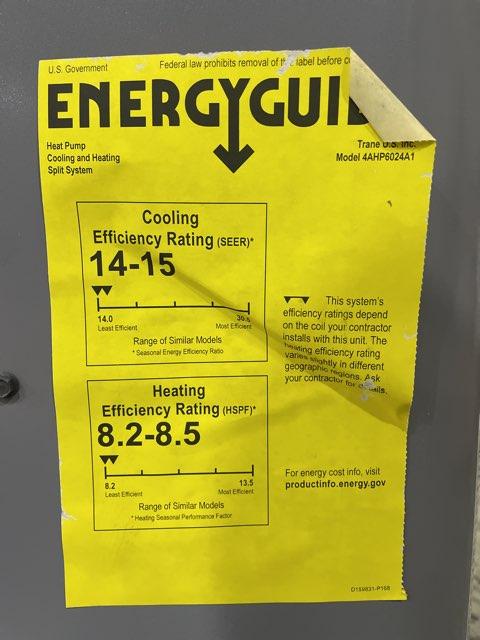 U.S. Government
Federal law prohibits removal of label before
ENERGYGUI
Heat Pump
Cooling and Heating
Split System
Trane U.S. Inc.
Model 4AHP6024A1
Cooling
Efficiency Rating (SEER)*
14-15
14.0
Least Efficient
Most Efficient
Range of Similar Models
* Seasonal Energy Efficiency Ratio
This system's
efficiency ratings depend
on the coil your contractor
installs with this unit. The
heating efficiency rating
varies slightly in different
geographic regions. Ask
your contractor for details.
Heating
Efficiency Rating (HSPF)*
8.2-8.5
8.2
13.5
Least Efficient
Most Efficient
Range of Similar Models
* Heating Seasonal Performance Factor
For energy cost info, visit
productinfo.energy.gov
D159831-P168